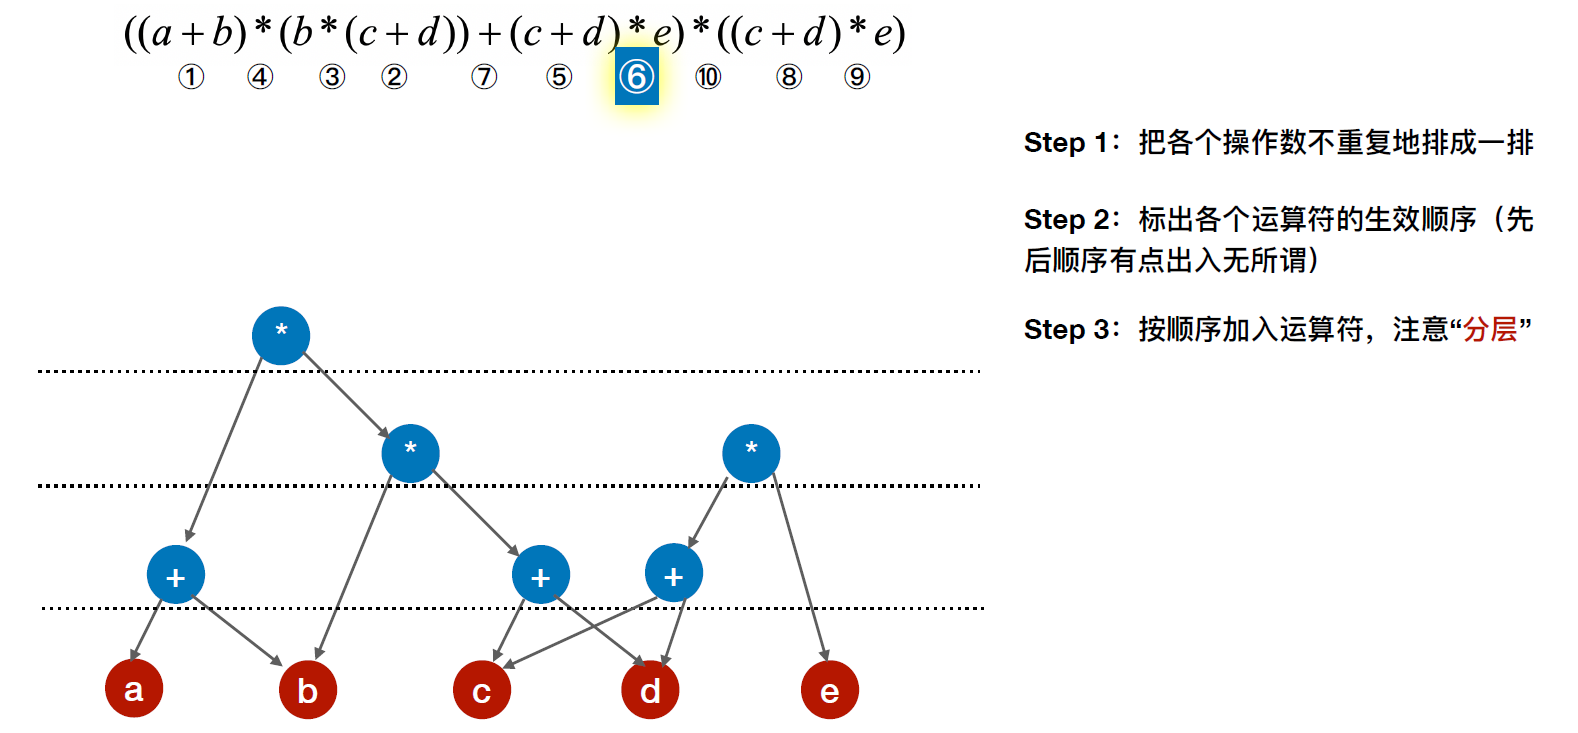 ((a+b)*(b*(c+d))+(c+d)*e)*((c+d)*e)
① ④ ③ ② ⑦ ⑤ ⑥ ⑩ ⑧ ⑨
Step 1：把各个操作数不重复地排成一排
Step 2：标出各个运算符的生效顺序（先
后顺序有点出入无所谓）
Step 3：按顺序加入运算符，注意“分层”
*
* *
+ + +
a b c d e